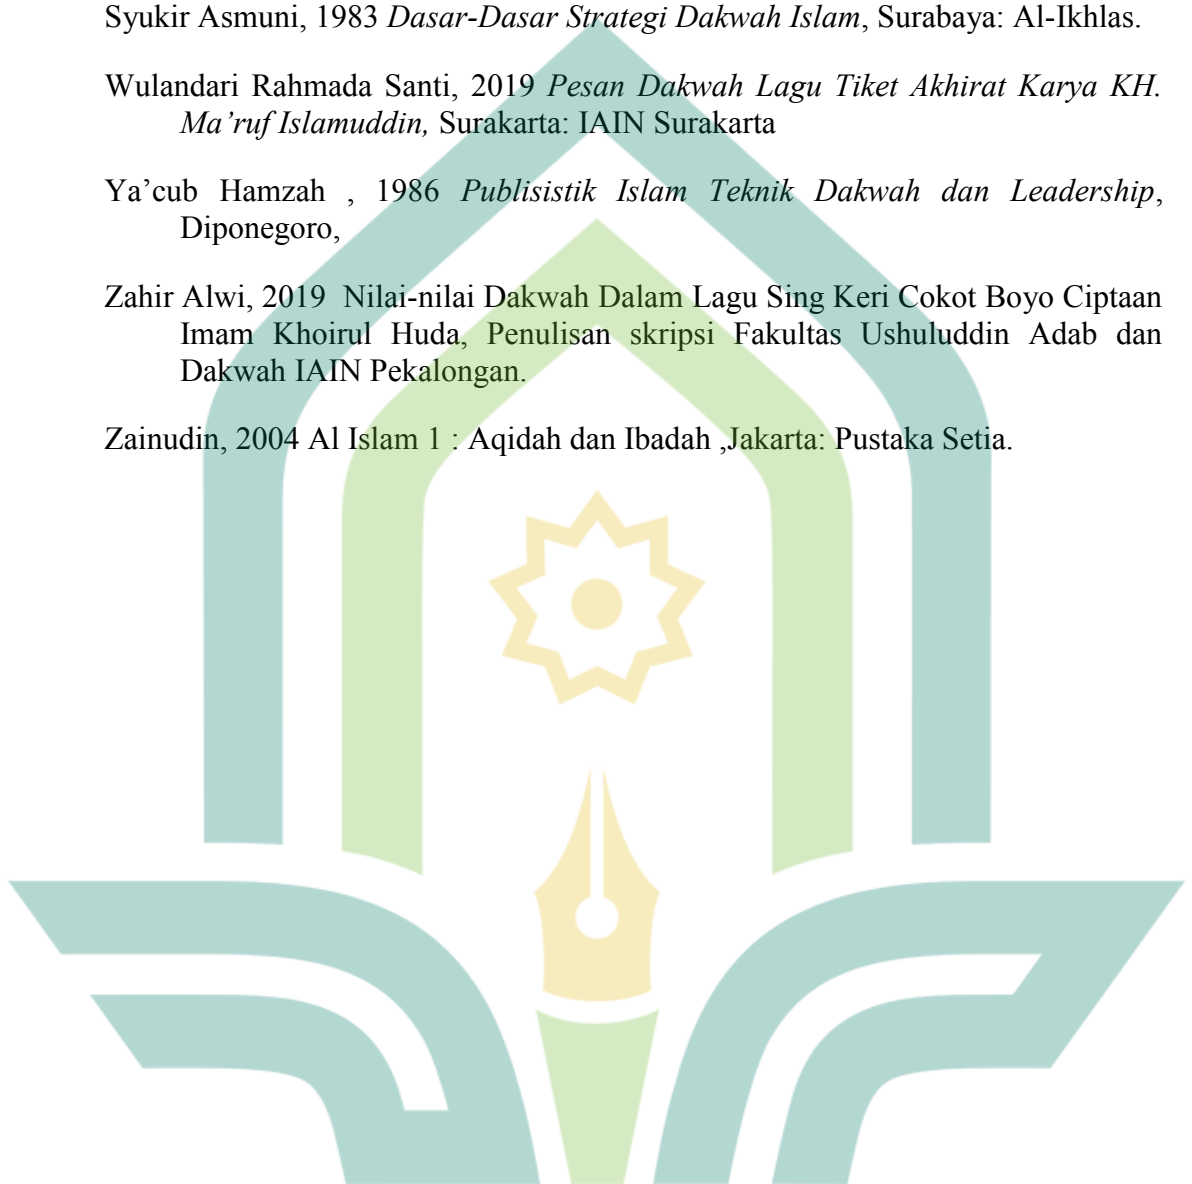 Syukir Asmuni, 1983 Dasar-Dasar Strategi Dakwah Islam, Surabaya: Al-Ikhlas.
Wulandari Rahmada Santi, 2019 Pesan Dakwah Lagu Tiket Akhirat Karya KH.
Ma’ruf Islamuddin, Surakarta: IAIN Surakarta
Ya’cub Hamzah , 1986 Publisistik Islam Teknik Dakwah dan Leadership,
Diponegoro,
Zahir Alwi, 2019 Nilai-nilai Dakwah Dalam Lagu Sing Keri Cokot Boyo Ciptaan
Imam Khoirul Huda, Penulisan skripsi Fakultas Ushuluddin Adab dan
Dakwah IAIN Pekalongan.
Zainudin, 2004 Al Islam 1 : Aqidah dan Ibadah ,Jakarta: Pustaka Setia.